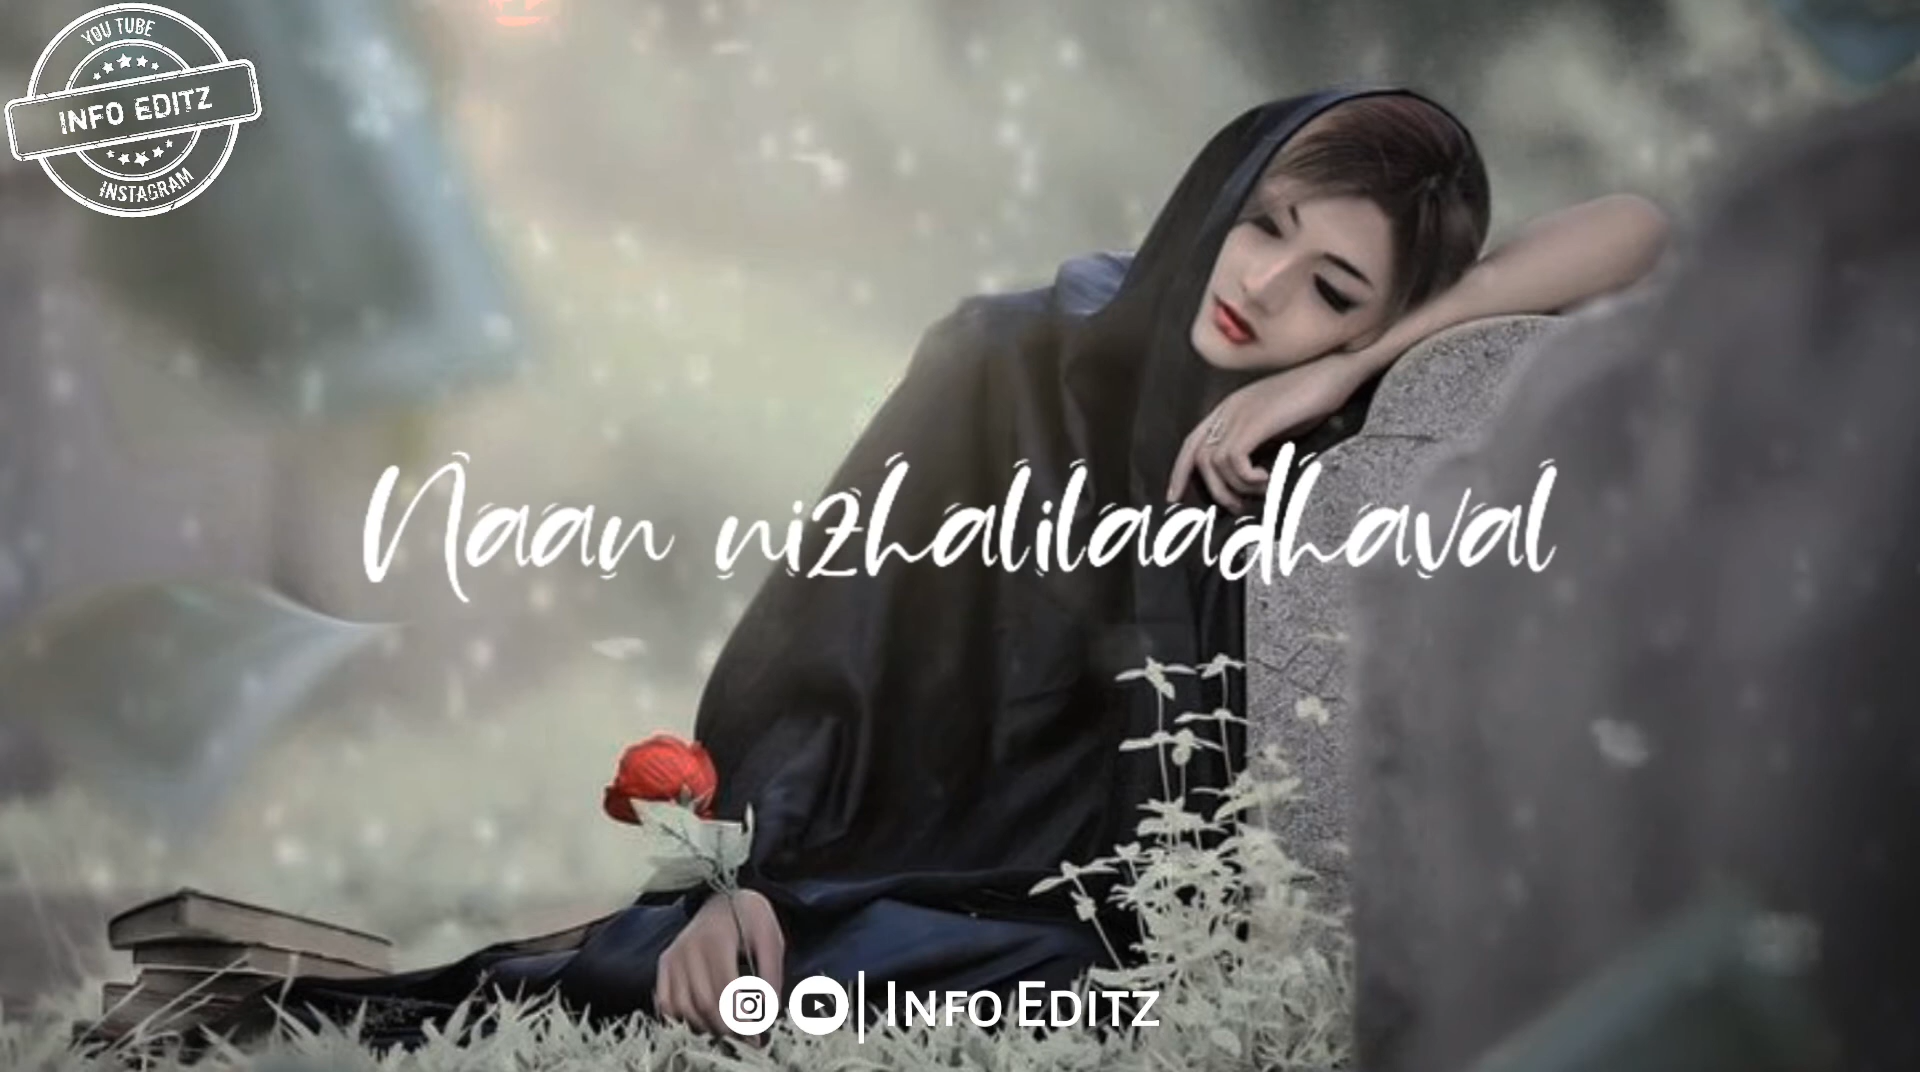 YOU TUBE
INFO EDITZ
INSTAGRAM
Naan nizhalilaadhaval
INFO EDITZ